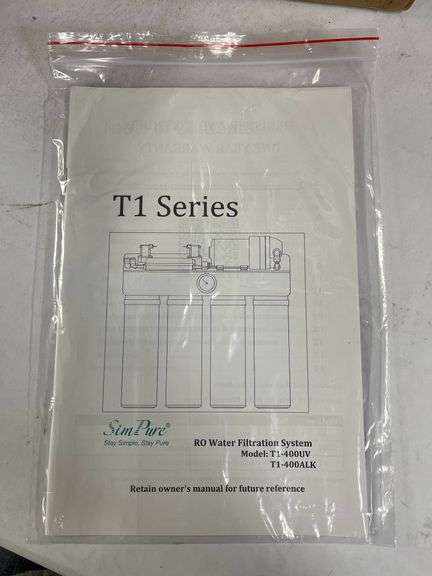 T1 Series
SimPure®
Stay Simple, Stay Pure
RO Water Filtration System
Model: T1-400UV
T1-400ALK
Retain owner's manual for future reference